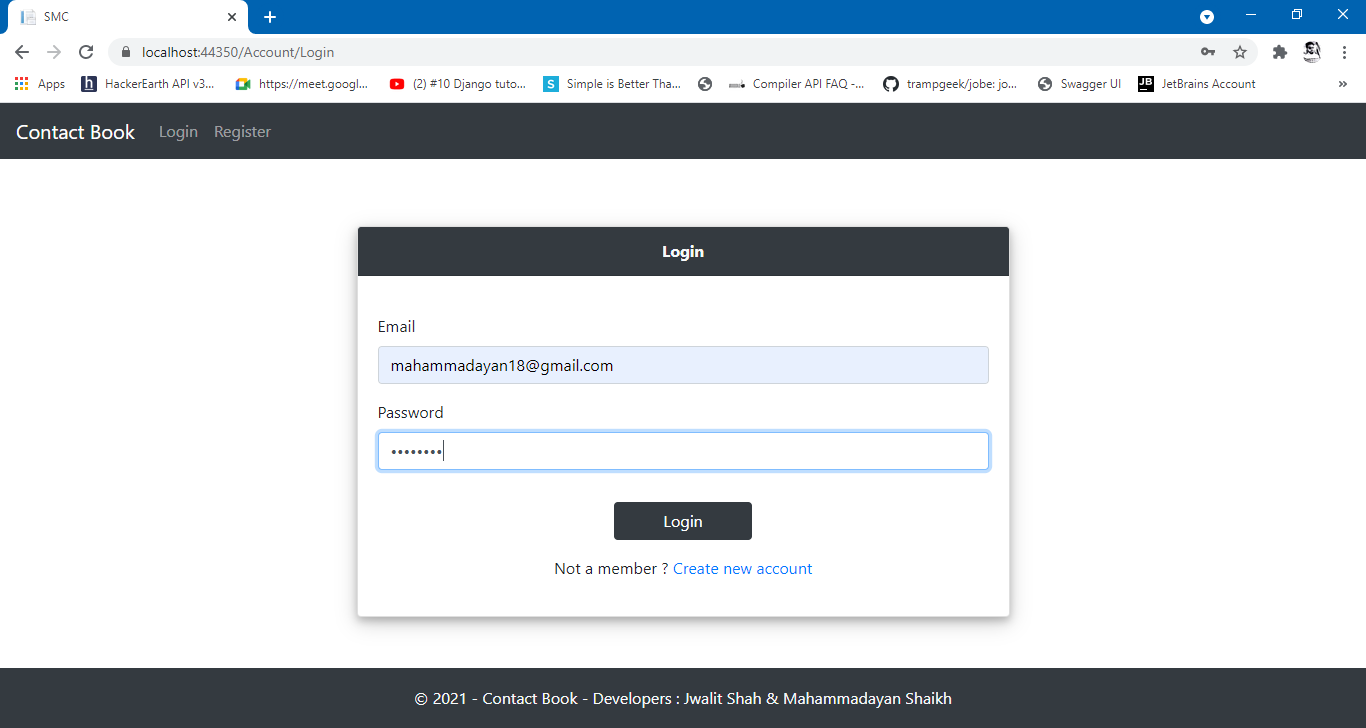 SMC
localhost:44350/Account/Login
Apps
h
HackerEarth API v3...
https://meet.googl...
(2) #10 Django tuto...
S
Simple is Better Tha...
Compiler API FAQ -...
trampgeek/jobe: jo...
Swagger UI
JB
JetBrains Account
»
Contact Book
Login
Register
Login
Email
mahammadayan18@gmail.com
Password
••••••••
Login
Not a member ? Create new account
© 2021 - Contact Book - Developers : Jwalit Shah & Mahammadayan Shaikh